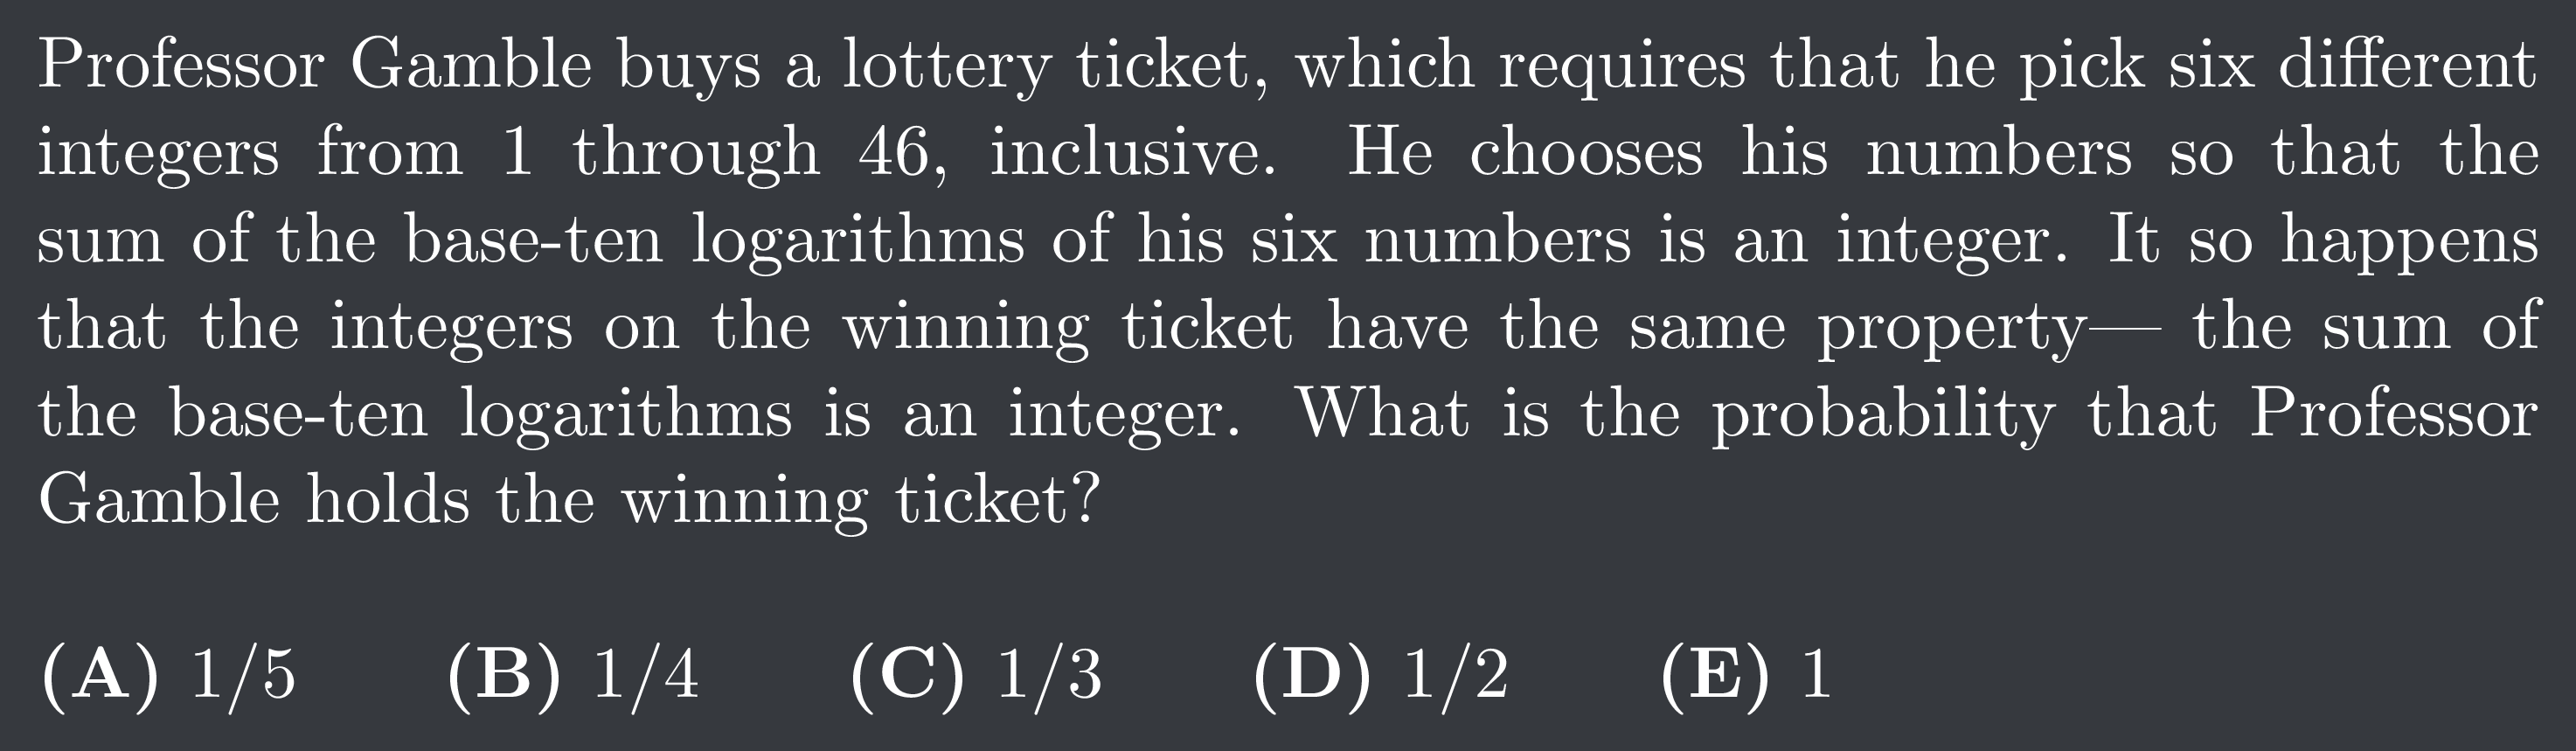 Professor Gamble buys a lottery ticket, which requires that he pick six different
integers from 1 through 46, inclusive. He chooses his numbers so that the
sum of the base-ten logarithms of his six numbers is an integer. It so happens
that the integers on the winning ticket have the same property— the sum of
the base-ten logarithms is an integer. What is the probability that Professor
Gamble holds the winning ticket?
(A) 1/5 (B) 1/4 (C) 1/3 (D) 1/2 (E) 1